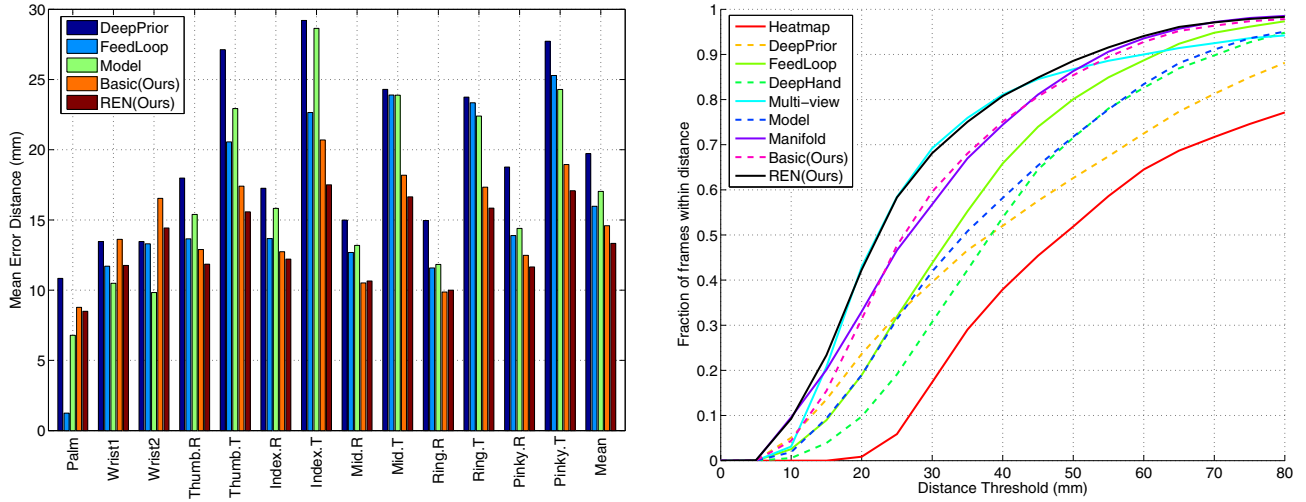 30
25
20
15
10
5
0
Mean Error Distance (mm)
DeepPrior
FeedLoop
Model
Basic(Ours)
REN(Ours)
Palm
Wrist1
Wrist2
Thumb.R
Thumb.T
Index.R
Index.T
Mid.R
Mid.T
Ring.R
Ring.T
Pinky.R
Pinky.T
Mean
1
0.9
0.8
0.7
0.6
0.5
0.4
0.3
0.2
0.1
0
Fraction of frames within distance
Heatmap
DeepPrior
FeedLoop
DeepHand
Multi-view
Model
Manifold
Basic(Ours)
REN(Ours)
0 10 20 30 40 50 60 70 80
Distance Threshold (mm)